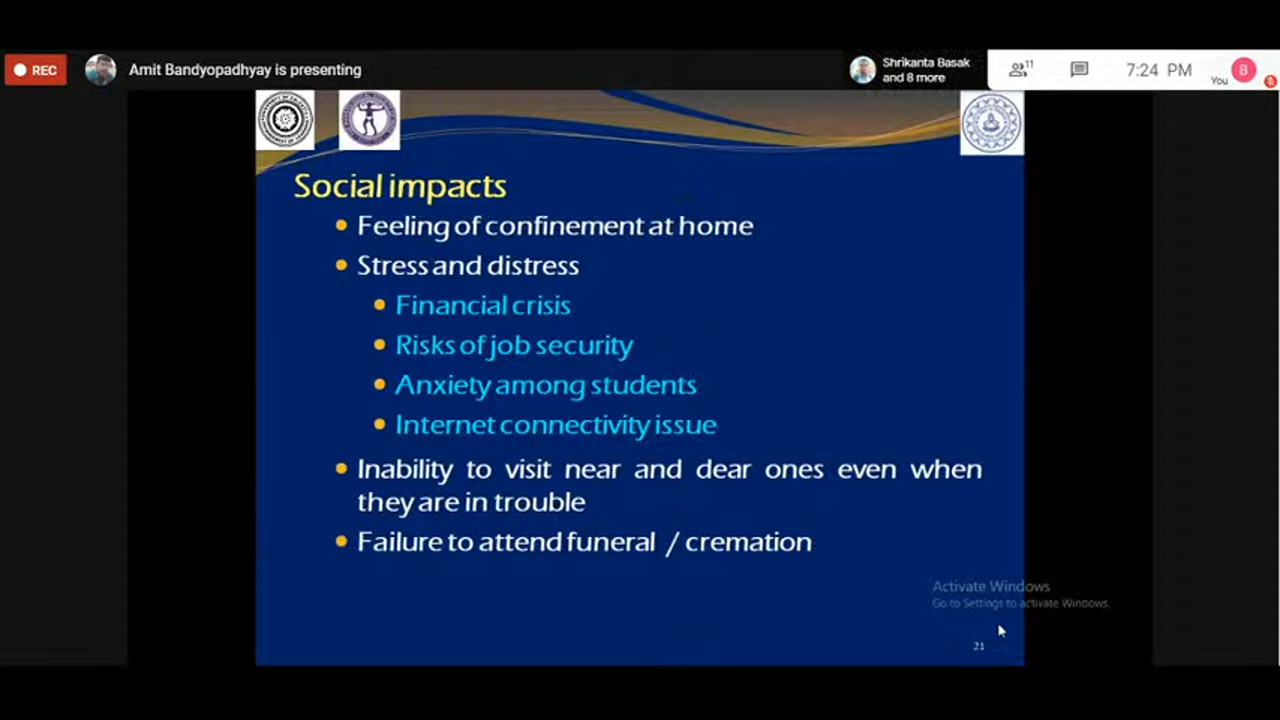 REC
Amit Bandyopadhyay is presenting
Shrikanta Basak
and 8 more
11
7:24 PM
You
B
Social impacts
Feeling of confinement at home
Stress and distress
Financial crisis
Risks of job security
Anxiety among students
Internet connectivity issue
Inability to visit near and dear ones even when
they are in trouble
Failure to attend funeral / cremation
Activate Windows
Go to Settings to activate Windows.
21